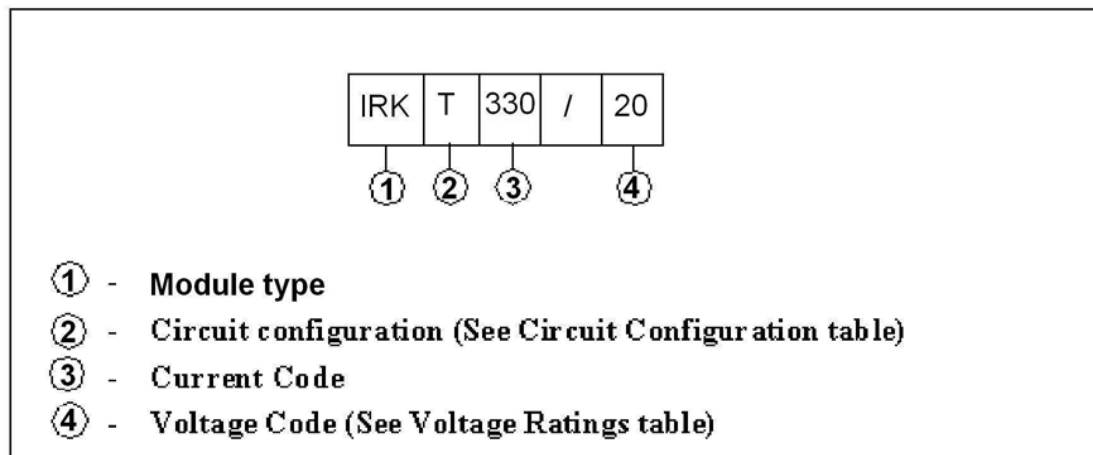 IRK T 330 / 20
1 2 3 4
1 - Module type
2 - Circuit configuration (See Circuit Configuration table)
3 - Current Code
4 - Voltage Code (See Voltage Ratings table)